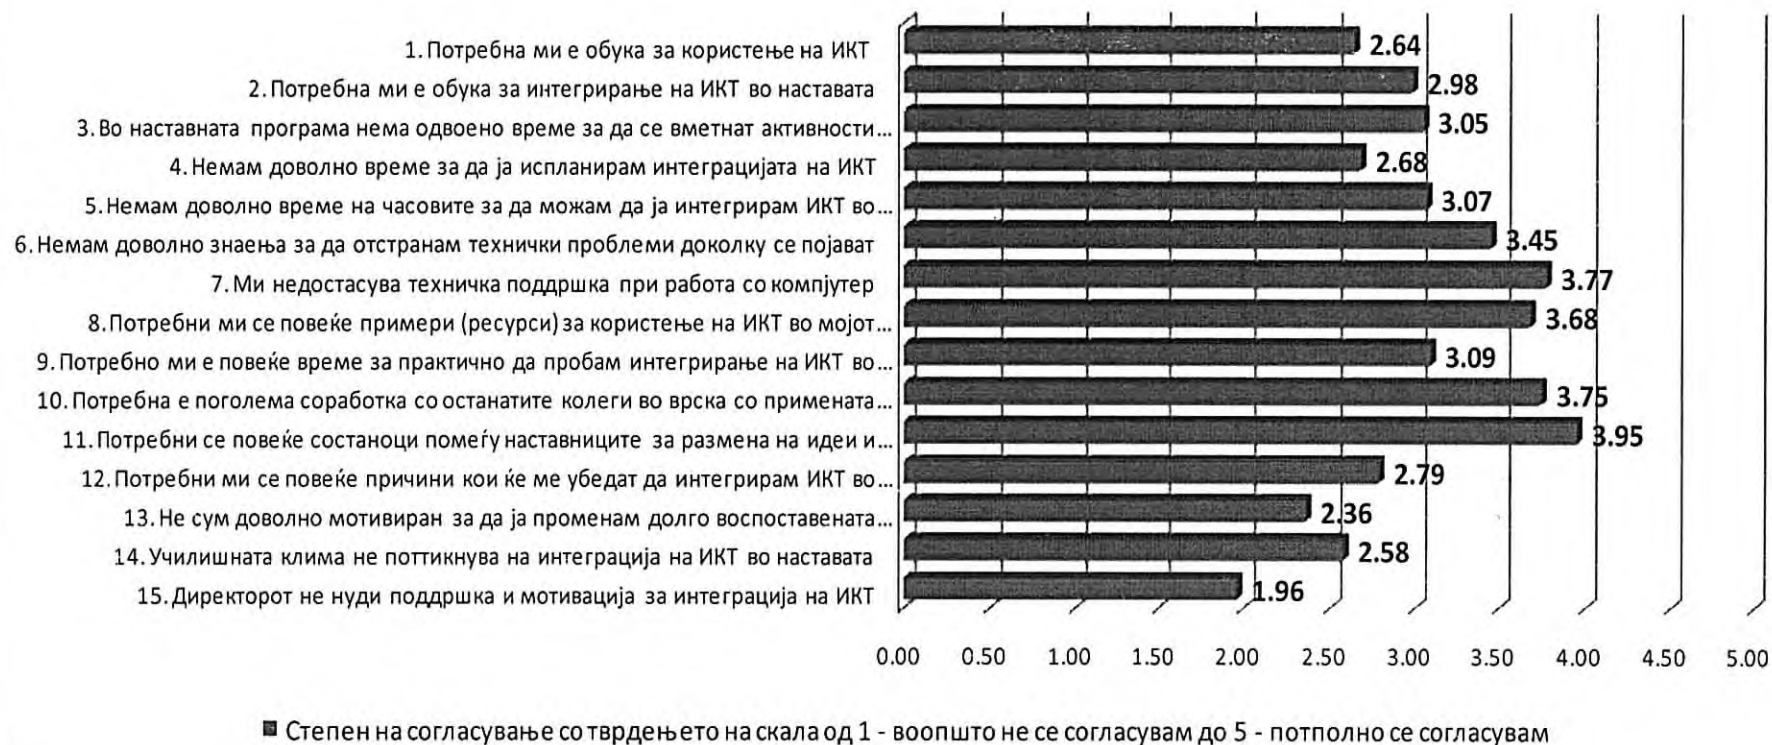 1. Потребна ми е обука за користење на ИКТ 2.64
2. Потребна ми е обука за интегрирање на ИКТ во наставата 2.98
3. Во наставната програма нема одвоено време за да се вметнат активности... 3.05
4. Немам доволно време за да ја испланирам интеграцијата на ИКТ 2.68
5. Немам доволно време на часовите за да можам да ја интегрирам ИКТ во... 3.07
6. Немам доволно знаења за да отстранам технички проблеми доколку се појават 3.45
7. Ми недостасува техничка поддршка при работа со компјутер 3.77
8. Потребни ми се повеќе примери (ресурси) за користење на ИКТ во мојот... 3.68
9. Потребно ми е повеќе време за практично да пробам интегрирање на ИКТ во... 3.09
10. Потребна е поголема соработка со останатите колеги во врска со примената... 3.75
11. Потребни се повеќе состаноци помеѓу наставниците за размена на идеи и... 3.95
12. Потребни ми се повеќе причини кои ќе ме убедат да интегрирам ИКТ во... 2.79
13. Не сум доволно мотивиран за да ја променам долго воспоставената... 2.36
14. Училишната клима не поттикнува на интеграција на ИКТ во наставата 2.58
15. Директорот не нуди поддршка и мотивација за интеграција на ИКТ 1.96
0.00 0.50 1.00 1.50 2.00 2.50 3.00 3.50 4.00 4.50 5.00
Степен на согласување со тврдењето на скала од 1 - воопшто не се согласувам до 5 - потполно се согласувам